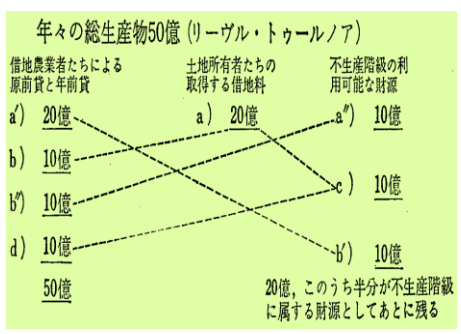 年々の総生産物50億(リーヴル・トゥールノア)
借地農業者たちによる
原前貸と年前貸
土地所有者たちの
取得する借地料
不生産階級の利
用可能な財源
a′) 20億
a) 20億
a″) 10億
b) 10億
b″) 10億
c) 10億
d) 10億
b′) 10億
50億
20億, このうち半分が不生産階級
に属する財源としてあとに残る